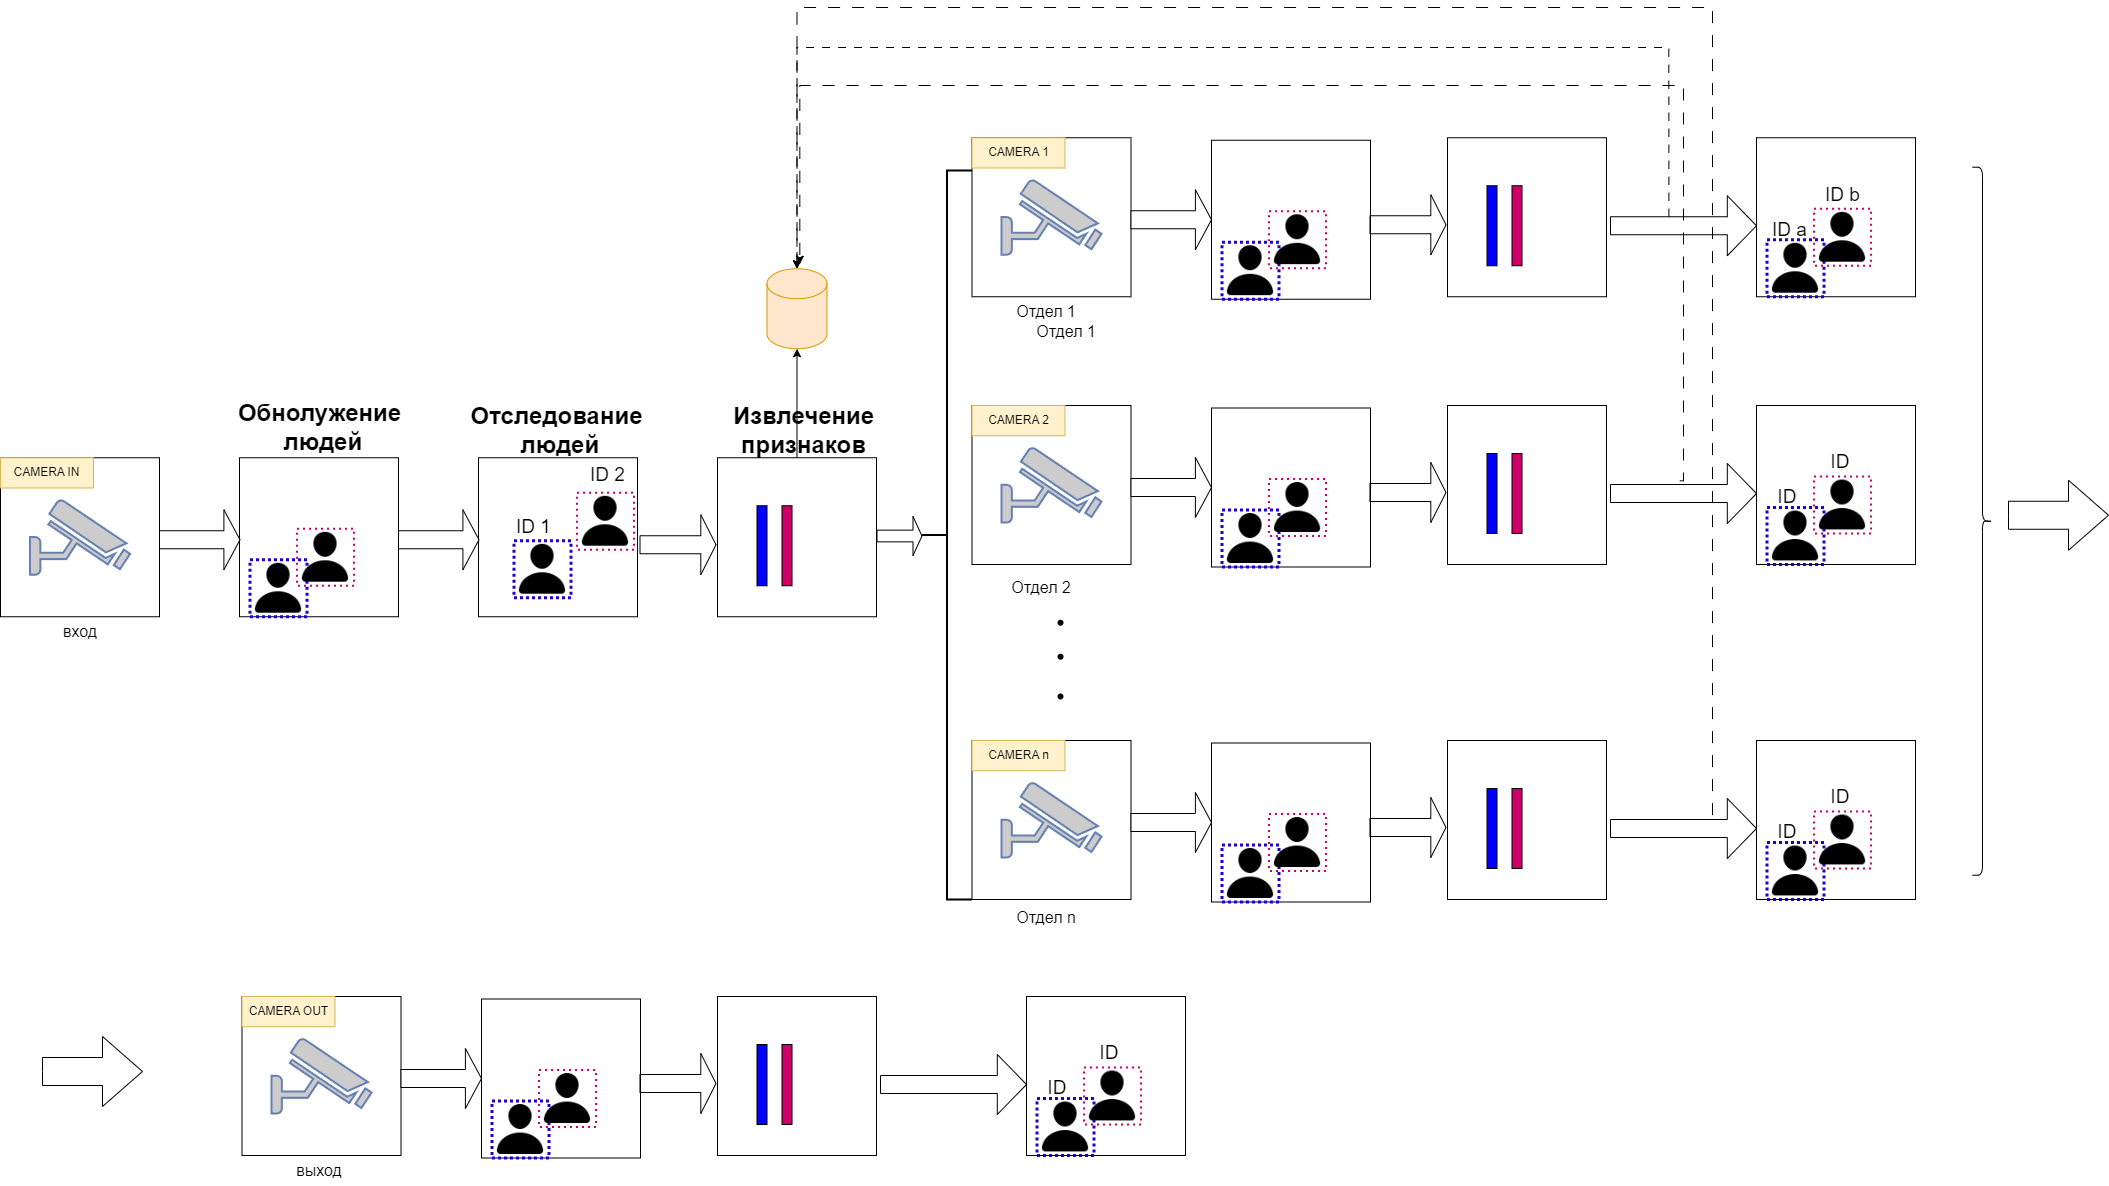 CAMERA 1
ID b
ID a
Отдел 1
Отдел 1
Обнолужение
людей
Отследование
людей
Извлечение
признаков
CAMERA IN
ID 2
ID 1
вход
CAMERA 2
ID
ID
Отдел 2
CAMERA n
ID
ID
Отдел n
CAMERA OUT
ID
ID
выход